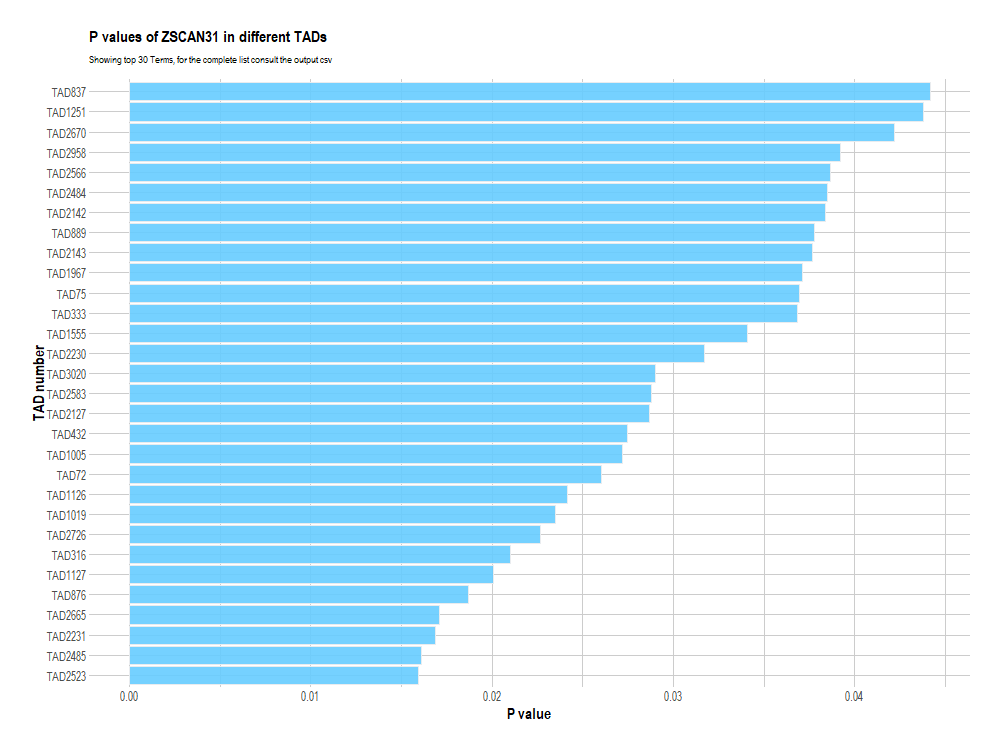 P values of ZSCAN31 in different TADs
Showing top 30 Terms, for the complete list consult the output csv
TAD837
TAD1251
TAD2670
TAD2958
TAD2566
TAD2484
TAD2142
TAD889
TAD2143
TAD1967
TAD75
TAD333
TAD1555
TAD2230
TAD3020
TAD2583
TAD2127
TAD432
TAD1005
TAD72
TAD1126
TAD1019
TAD2726
TAD316
TAD1127
TAD876
TAD2665
TAD2231
TAD2485
TAD2523
TAD number
0.00 0.01 0.02 0.03 0.04
P value